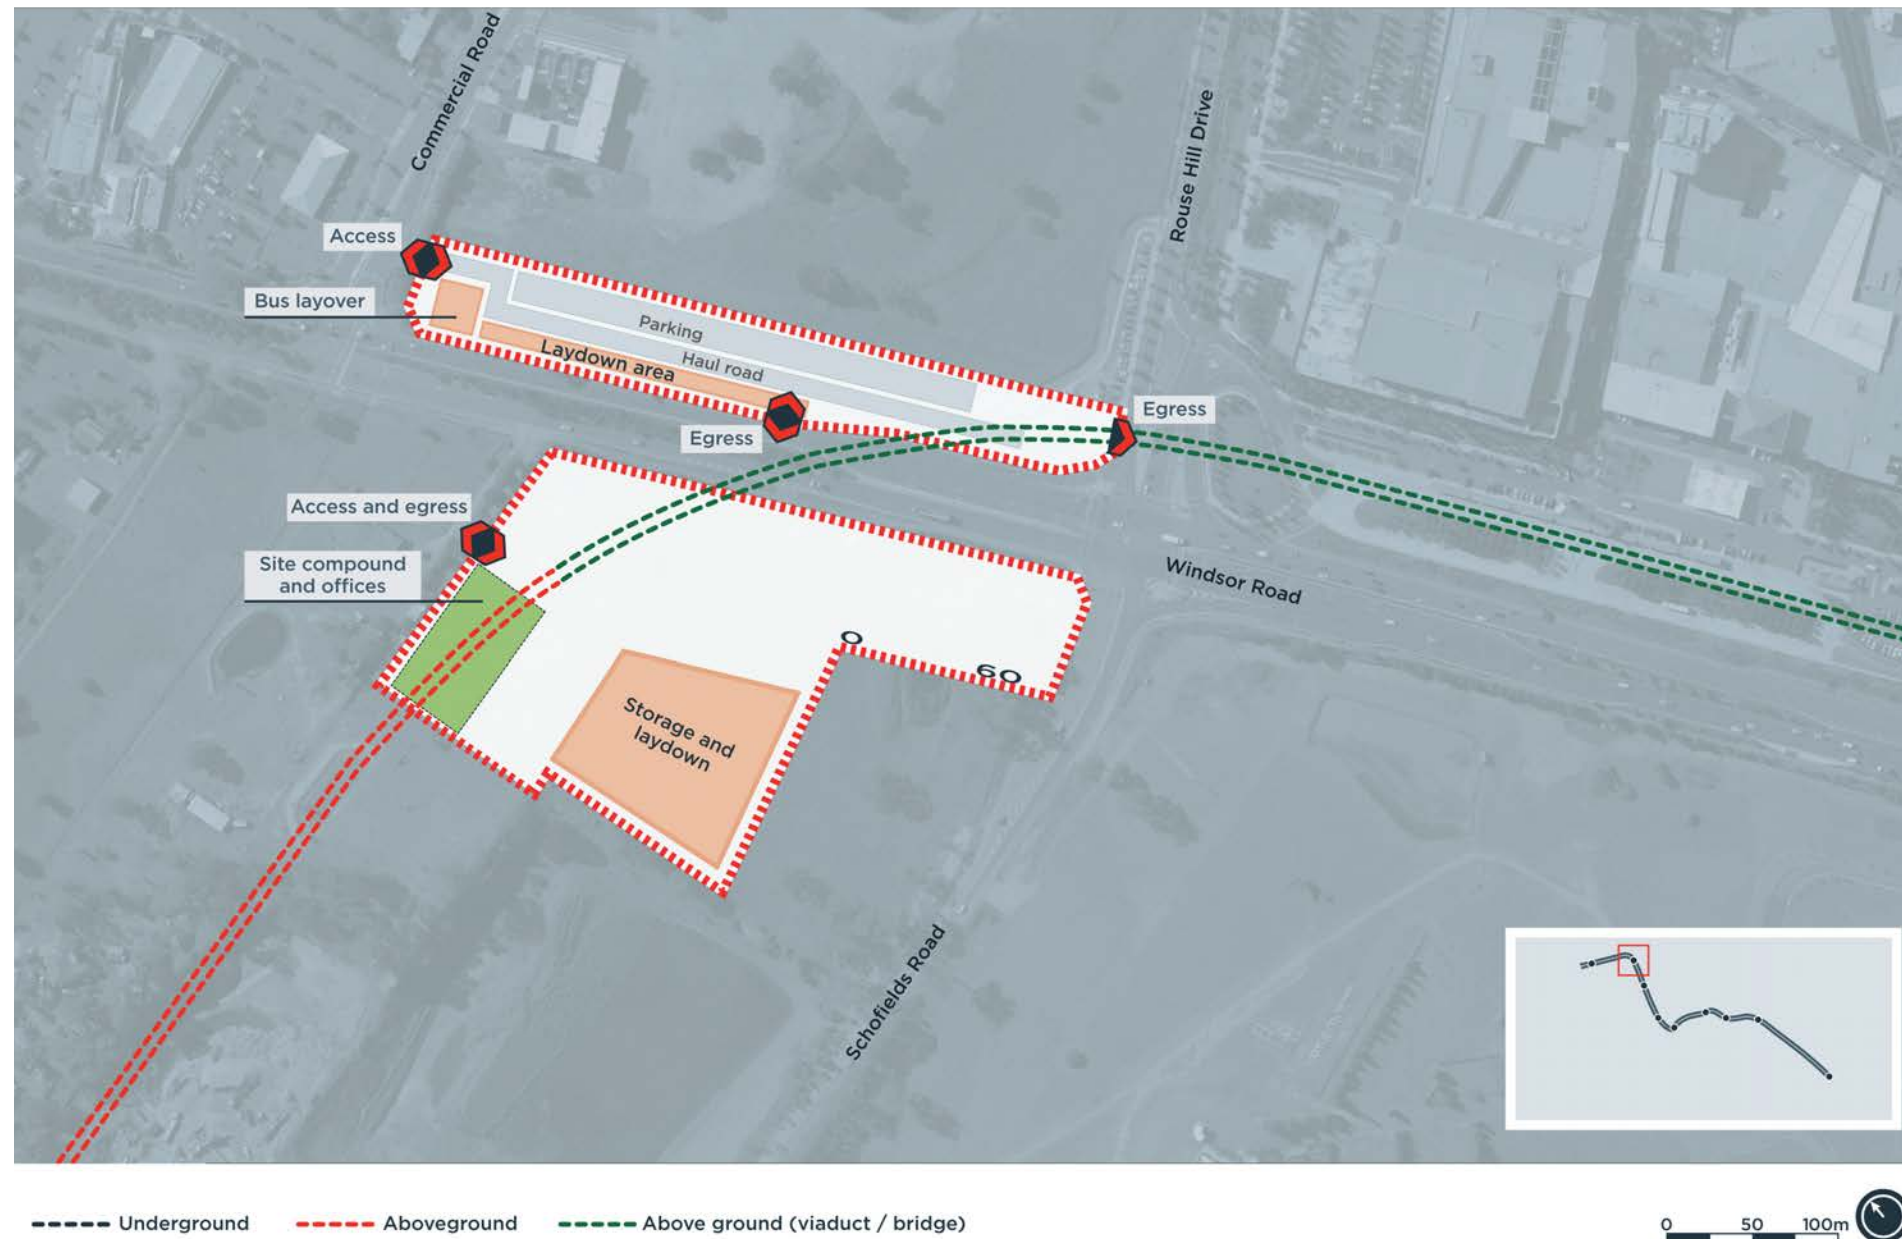 Commercial Road
Rouse Hill Drive
Access
Bus layover
Parking
Haul road
Laydown area
Egress
Egress
Access and egress
Site compound
and offices
Windsor Road
0
60
Storage and
laydown
Schofields Road
Underground
Aboveground
Above ground (viaduct / bridge)
0 50 100m